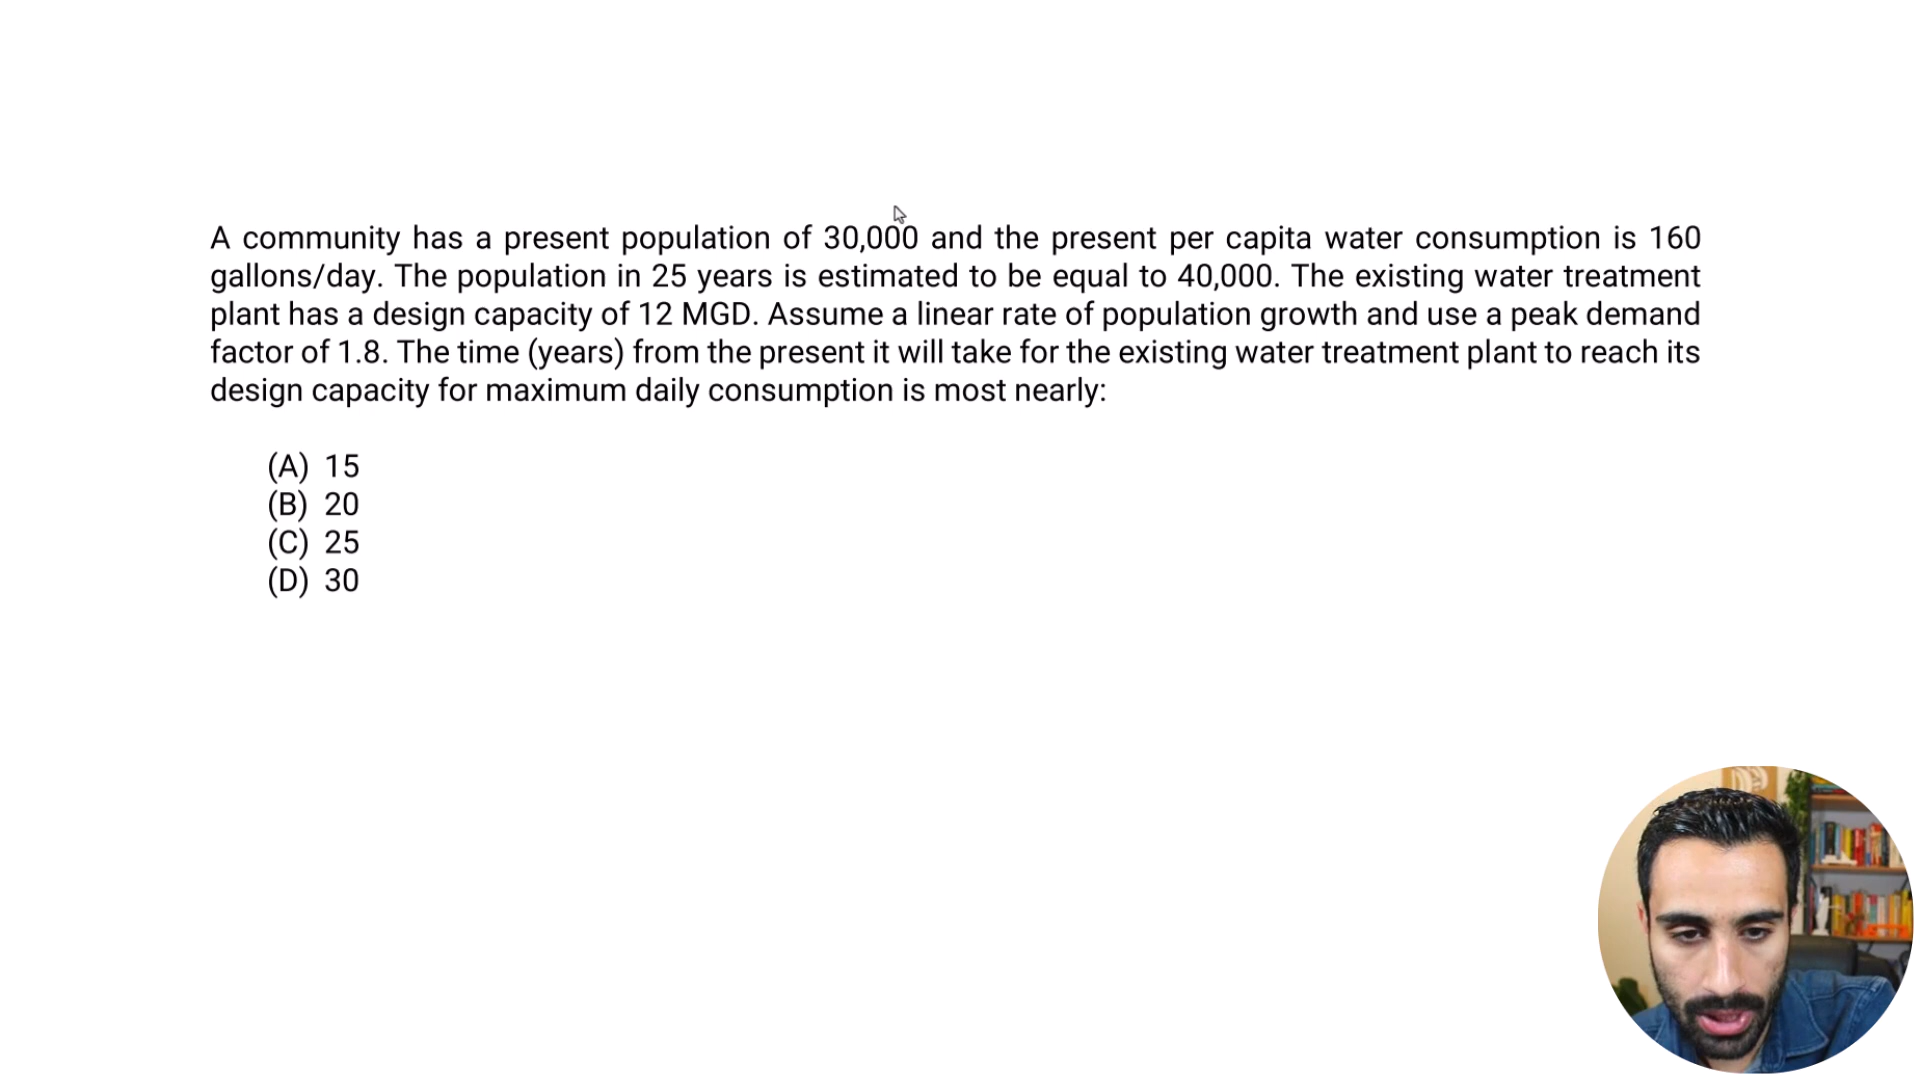 A community has a present population of 30,000 and the present per capita water consumption is 160
gallons/day. The population in 25 years is estimated to be equal to 40,000. The existing water treatment
plant has a design capacity of 12 MGD. Assume a linear rate of population growth and use a peak demand
factor of 1.8. The time (years) from the present it will take for the existing water treatment plant to reach its
design capacity for maximum daily consumption is most nearly:
(A) 15
(B) 20
(C) 25
(D) 30